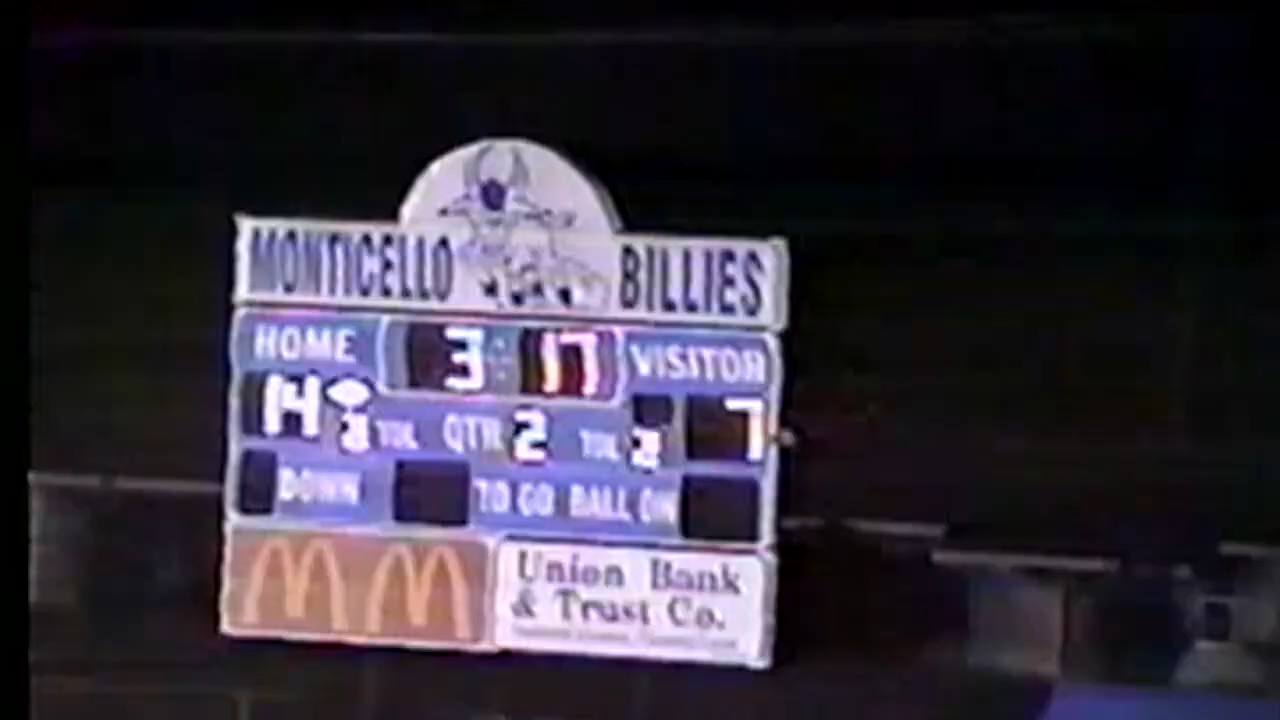 MONTICELLO BILLIES
HOME 3:17 VISITOR
14 TOL QTR 2 TOL 7
DOWN TO GO BALL ON
Union Bank
& Trust Co.